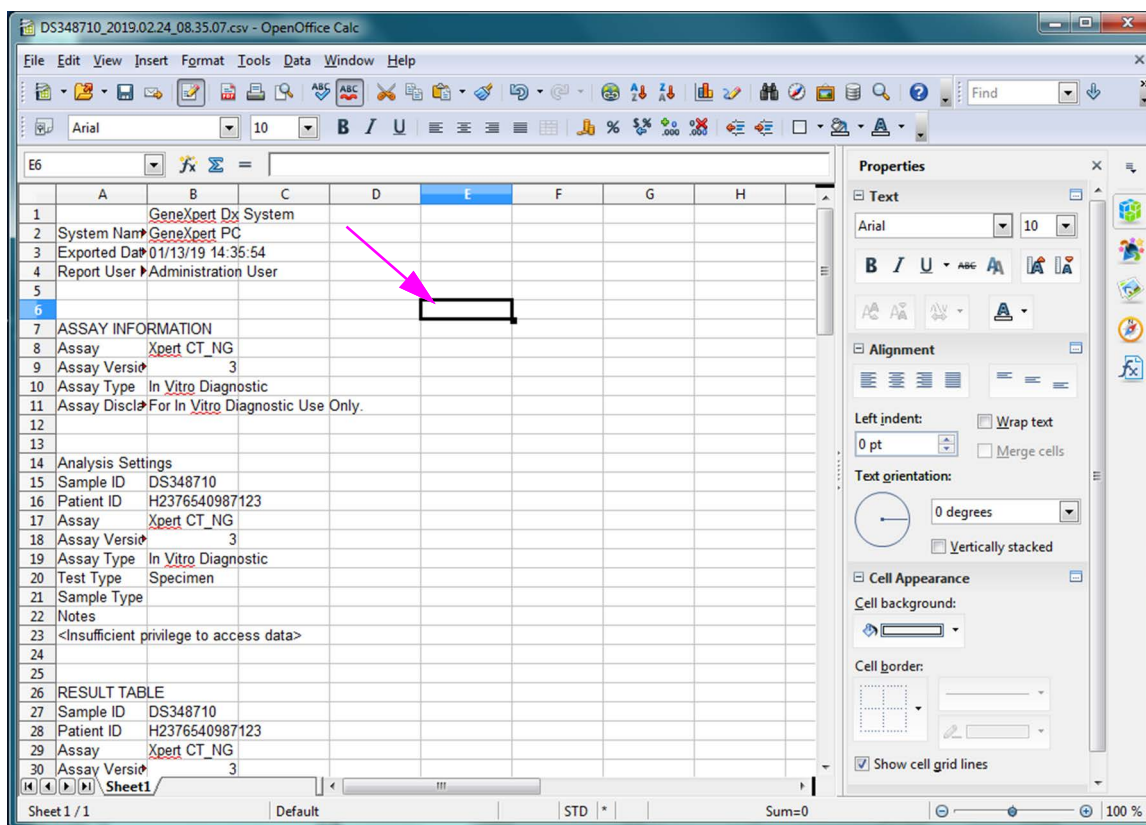 DS348710_2019.02.24_08.35.07.csv - OpenOffice Calc
File Edit View Insert Format Tools Data Window Help
Find
Arial 10
E6
A B C D E F G H
1 GeneXpert Dx System
2 System Nam GeneXpert PC
3 Exported Dat 01/13/19 14:35:54
4 Report User Administration User
5
6
7 ASSAY INFORMATION
8 Assay Xpert CT_NG
9 Assay Versio 3
10 Assay Type In Vitro Diagnostic
11 Assay Discla For In Vitro Diagnostic Use Only.
12
13
14 Analysis Settings
15 Sample ID DS348710
16 Patient ID H2376540987123
17 Assay Xpert CT_NG
18 Assay Versio 3
19 Assay Type In Vitro Diagnostic
20 Test Type Specimen
21 Sample Type
22 Notes
23 <Insufficient privilege to access data>
24
25
26 RESULT TABLE
27 Sample ID DS348710
28 Patient ID H2376540987123
29 Assay Xpert CT_NG
30 Assay Versio 3
Sheet1
Sheet 1 / 1 Default STD * Sum=0 100 %
Properties
Text
Arial 10
B I U ABC
Alignment
Left indent:
0 pt
Wrap text
Merge cells
Text orientation:
0 degrees
Vertically stacked
Cell Appearance
Cell background:
Cell border:
Show cell grid lines